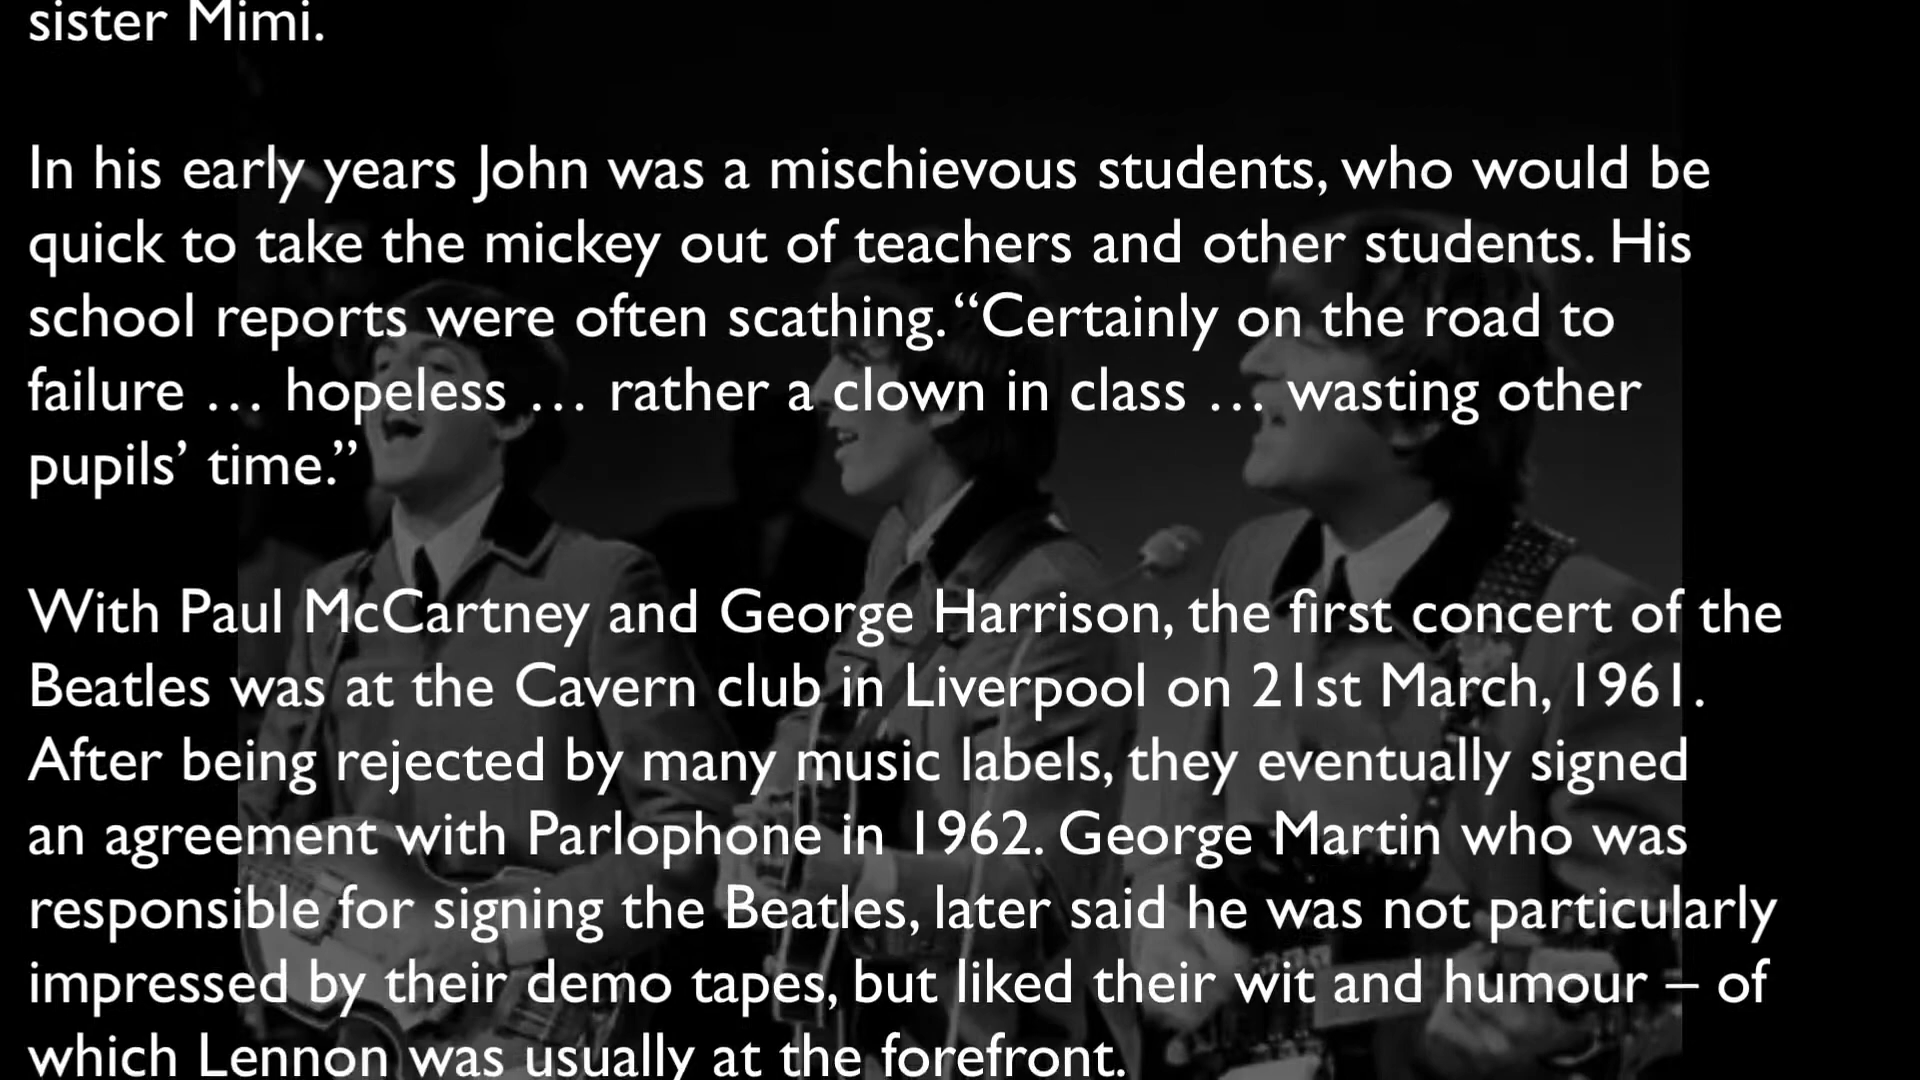 sister Mimi.
In his early years John was a mischievous students, who would be
quick to take the mickey out of teachers and other students. His
school reports were often scathing. “Certainly on the road to
failure … hopeless … rather a clown in class … wasting other
pupils’ time.”
With Paul McCartney and George Harrison, the first concert of the
Beatles was at the Cavern club in Liverpool on 21st March, 1961.
After being rejected by many music labels, they eventually signed
an agreement with Parlophone in 1962. George Martin who was
responsible for signing the Beatles, later said he was not particularly
impressed by their demo tapes, but liked their wit and humour – of
which Lennon was usually at the forefront.